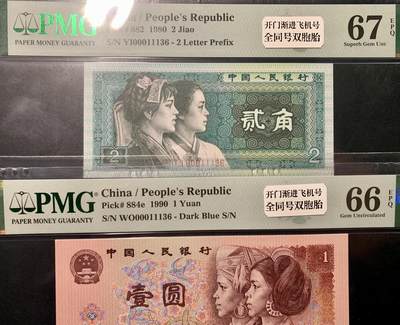 PMG
PAPER MONEY GUARANTY
China / People's Republic
882 1980 2 Jiao
S/N YI00011136 - 2 Letter Prefix
开门渐进飞机号
全同号双胞胎
67 EPQ
Superb Gem Unc
中国人民银行
贰角
YI00011136
2
2
PMG
PAPER MONEY GUARANTY
China / People's Republic
Pick# 884e 1990 1 Yuan
S/N WO00011136 - Dark Blue S/N
开门渐进飞机号
全同号双胞胎
66 EPQ
Gem Uncirculated
中国人民银行
壹圆
1